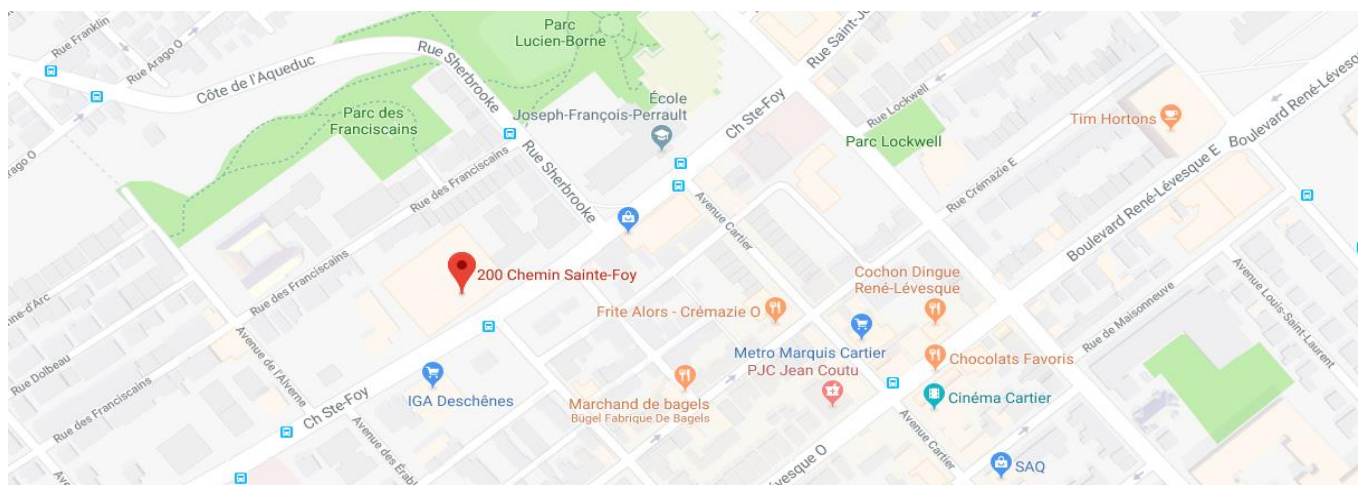 Rue Franklin
Rue Arago O
Côte de l'Aqueduc
Rue Sherbrooke
Parc
Lucien-Borne
Rue Saint-J
Parc des
Franciscains
École
Joseph-François-Perrault
Ch Ste-Foy
Rue Lockwell
Tim Hortons
Boulevard René-Lévesq
Parc Lockwell
Arago O
Rue des Franciscains
Rue Sherbrooke
Avenue Cartier
Rue Crémazie E
Boulevard René-Lévesque E
200 Chemin Sainte-Foy
Rue des Franciscains
Cochon Dingue
René-Lévesque
Avenue Louis-Saint-Laurent
nne-d'Arc
Frite Alors - Crémazie O
Rue de Maisonneuve
Metro Marquis Cartier
PJC Jean Coutu
Chocolats Favoris
Rue Dolbeau
Avenue de l'Alverne
IGA Deschênes
Marchand de bagels
Bügel Fabrique De Bagels
Cinéma Cartier
Rue des Franciscains
Ch Ste-Foy
Avenue des Érabl
vesque O
Avenue Cartier
SAQ